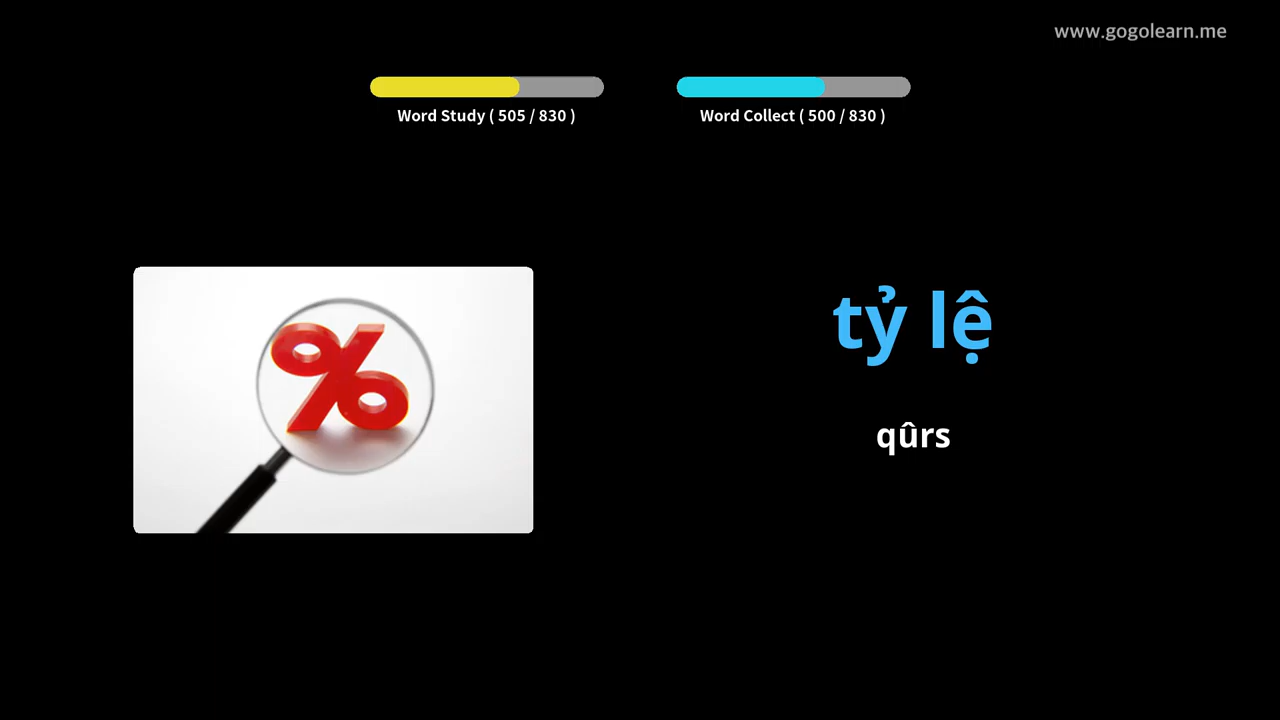 www.gogolearn.me
Word Study ( 505 / 830 )
Word Collect ( 500 / 830 )
%
tỷ lệ
qûrs